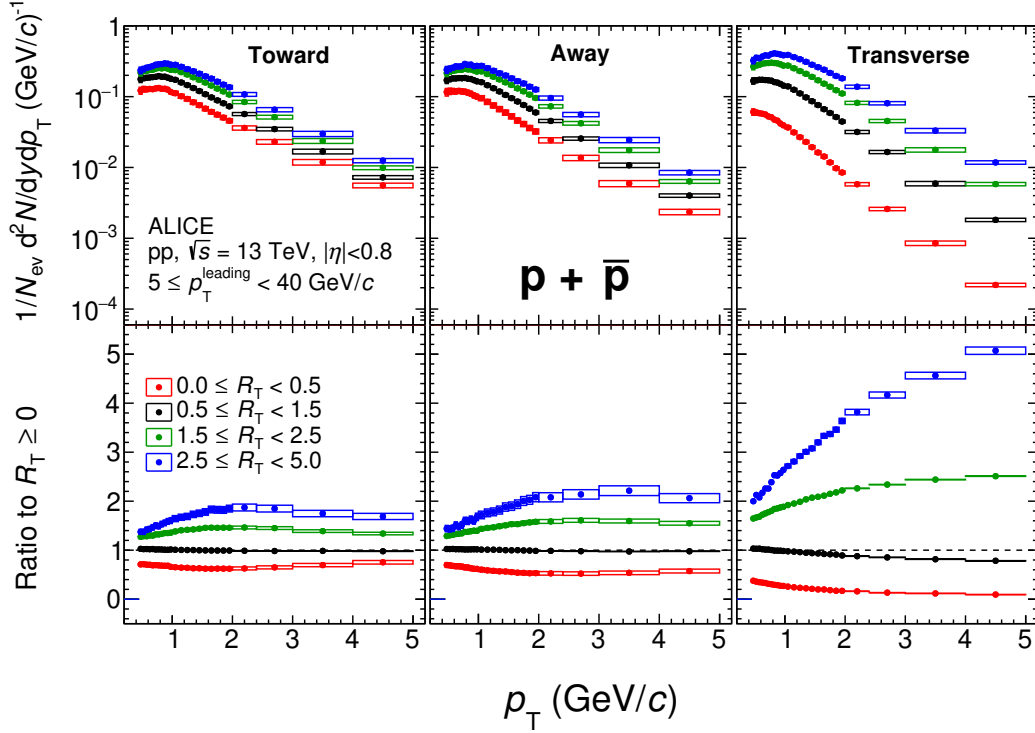 1/N_ev d²N/dydp_T (GeV/c)⁻¹
Toward
Away
Transverse
10⁻¹
10⁻²
10⁻³
10⁻⁴
ALICE
pp, √s = 13 TeV, |η|<0.8
5 ≤ p_T^leading < 40 GeV/c
p + p̅
Ratio to R_T ≥ 0
5
4
3
2
1
0
0.0 ≤ R_T < 0.5
0.5 ≤ R_T < 1.5
1.5 ≤ R_T < 2.5
2.5 ≤ R_T < 5.0
1 2 3 4 5 1 2 3 4 5 1 2 3 4 5
p_T (GeV/c)